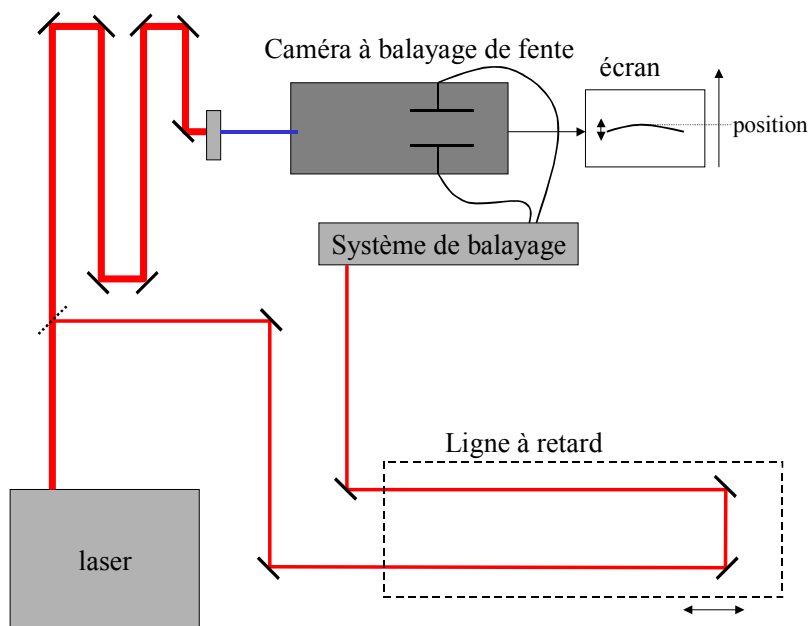 Caméra à balayage de fente
écran
position
Système de balayage
Ligne à retard
laser